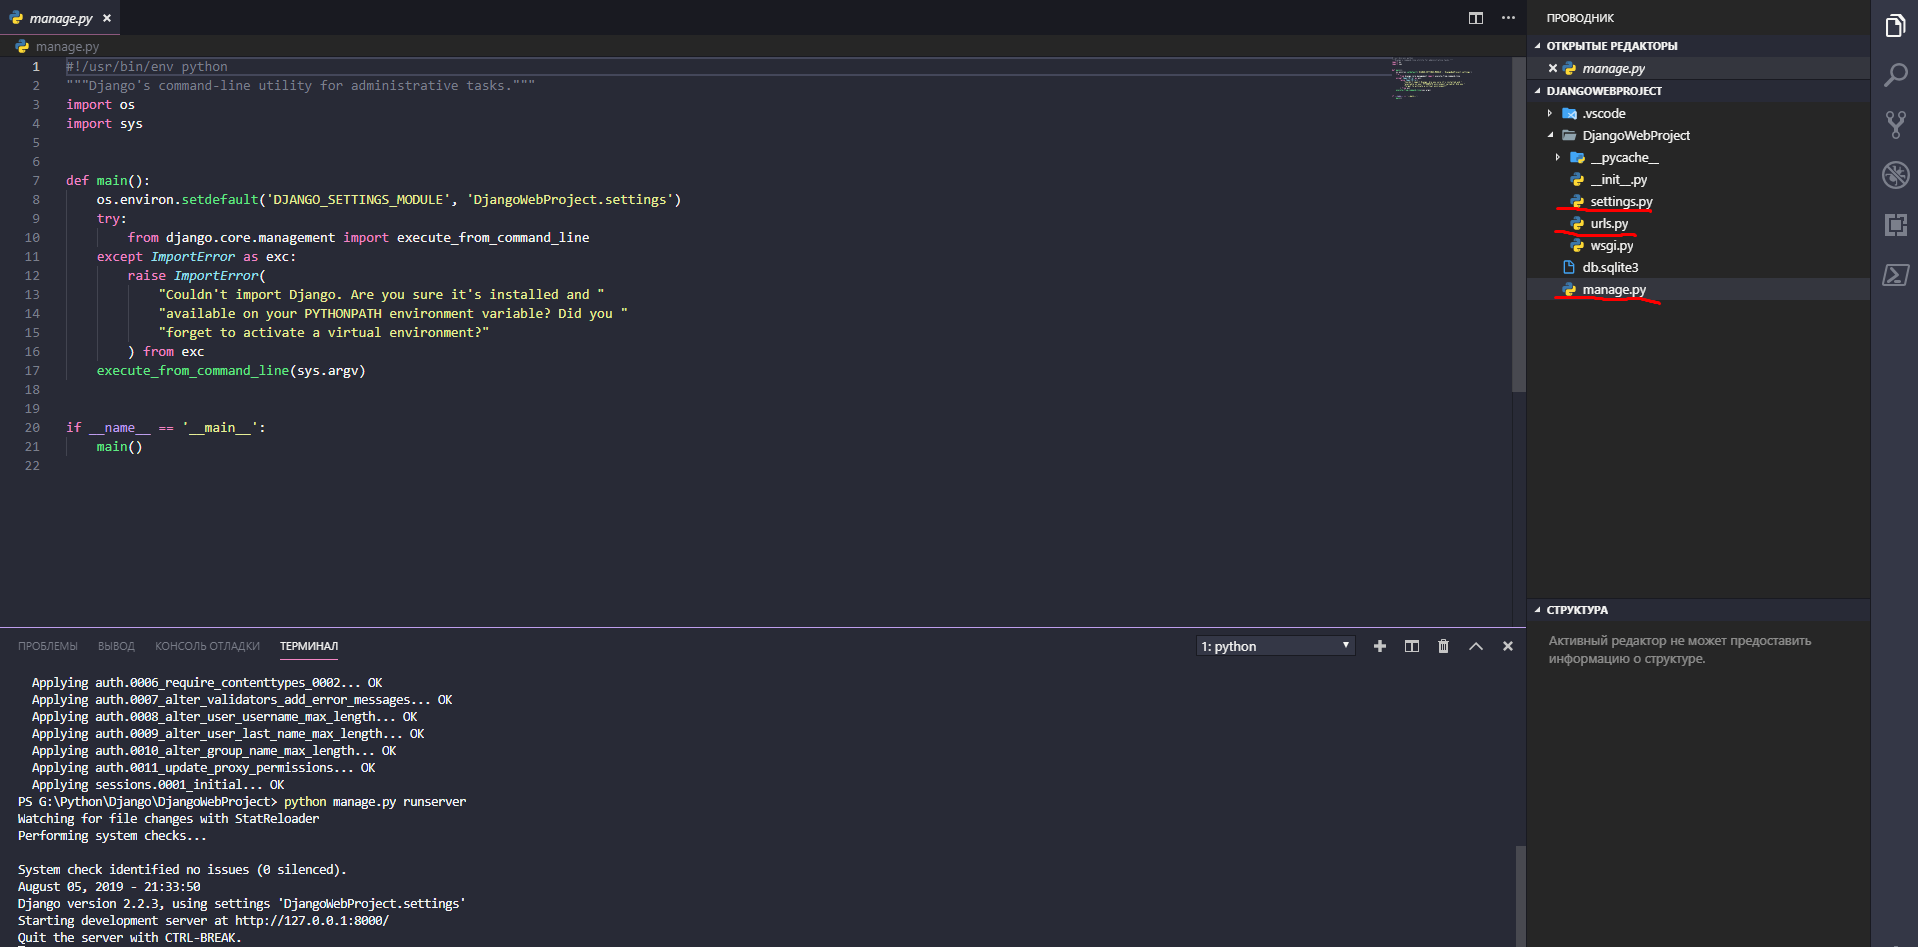 manage.py
manage.py
1 #!/usr/bin/env python
2 """Django's command-line utility for administrative tasks."""
3 import os
4 import sys
5
6
7 def main():
8     os.environ.setdefault('DJANGO_SETTINGS_MODULE', 'DjangoWebProject.settings')
9     try:
10         from django.core.management import execute_from_command_line
11     except ImportError as exc:
12         raise ImportError(
13             "Couldn't import Django. Are you sure it's installed and "
14             "available on your PYTHONPATH environment variable? Did you "
15             "forget to activate a virtual environment?"
16         ) from exc
17     execute_from_command_line(sys.argv)
18
19
20 if __name__ == '__main__':
21     main()
22
ПРОБЛЕМЫ ВЫВОД КОНСОЛЬ ОТЛАДКИ ТЕРМИНАЛ 1: python
Applying auth.0006_require_contenttypes_0002... OK
Applying auth.0007_alter_validators_add_error_messages... OK
Applying auth.0008_alter_user_username_max_length... OK
Applying auth.0009_alter_user_last_name_max_length... OK
Applying auth.0010_alter_group_name_max_length... OK
Applying auth.0011_update_proxy_permissions... OK
Applying sessions.0001_initial... OK
PS G:\Python\Django\DjangoWebProject> python manage.py runserver
Watching for file changes with StatReloader
Performing system checks...
System check identified no issues (0 silenced).
August 05, 2019 - 21:33:50
Django version 2.2.3, using settings 'DjangoWebProject.settings'
Starting development server at http://127.0.0.1:8000/
Quit the server with CTRL-BREAK.
ПРОВОДНИК
ОТКРЫТЫЕ РЕДАКТОРЫ
manage.py
DJANGOWEBPROJECT
.vscode
DjangoWebProject
__pycache__
__init__.py
settings.py
urls.py
wsgi.py
db.sqlite3
manage.py
СТРУКТУРА
Активный редактор не может предоставить
информацию о структуре.